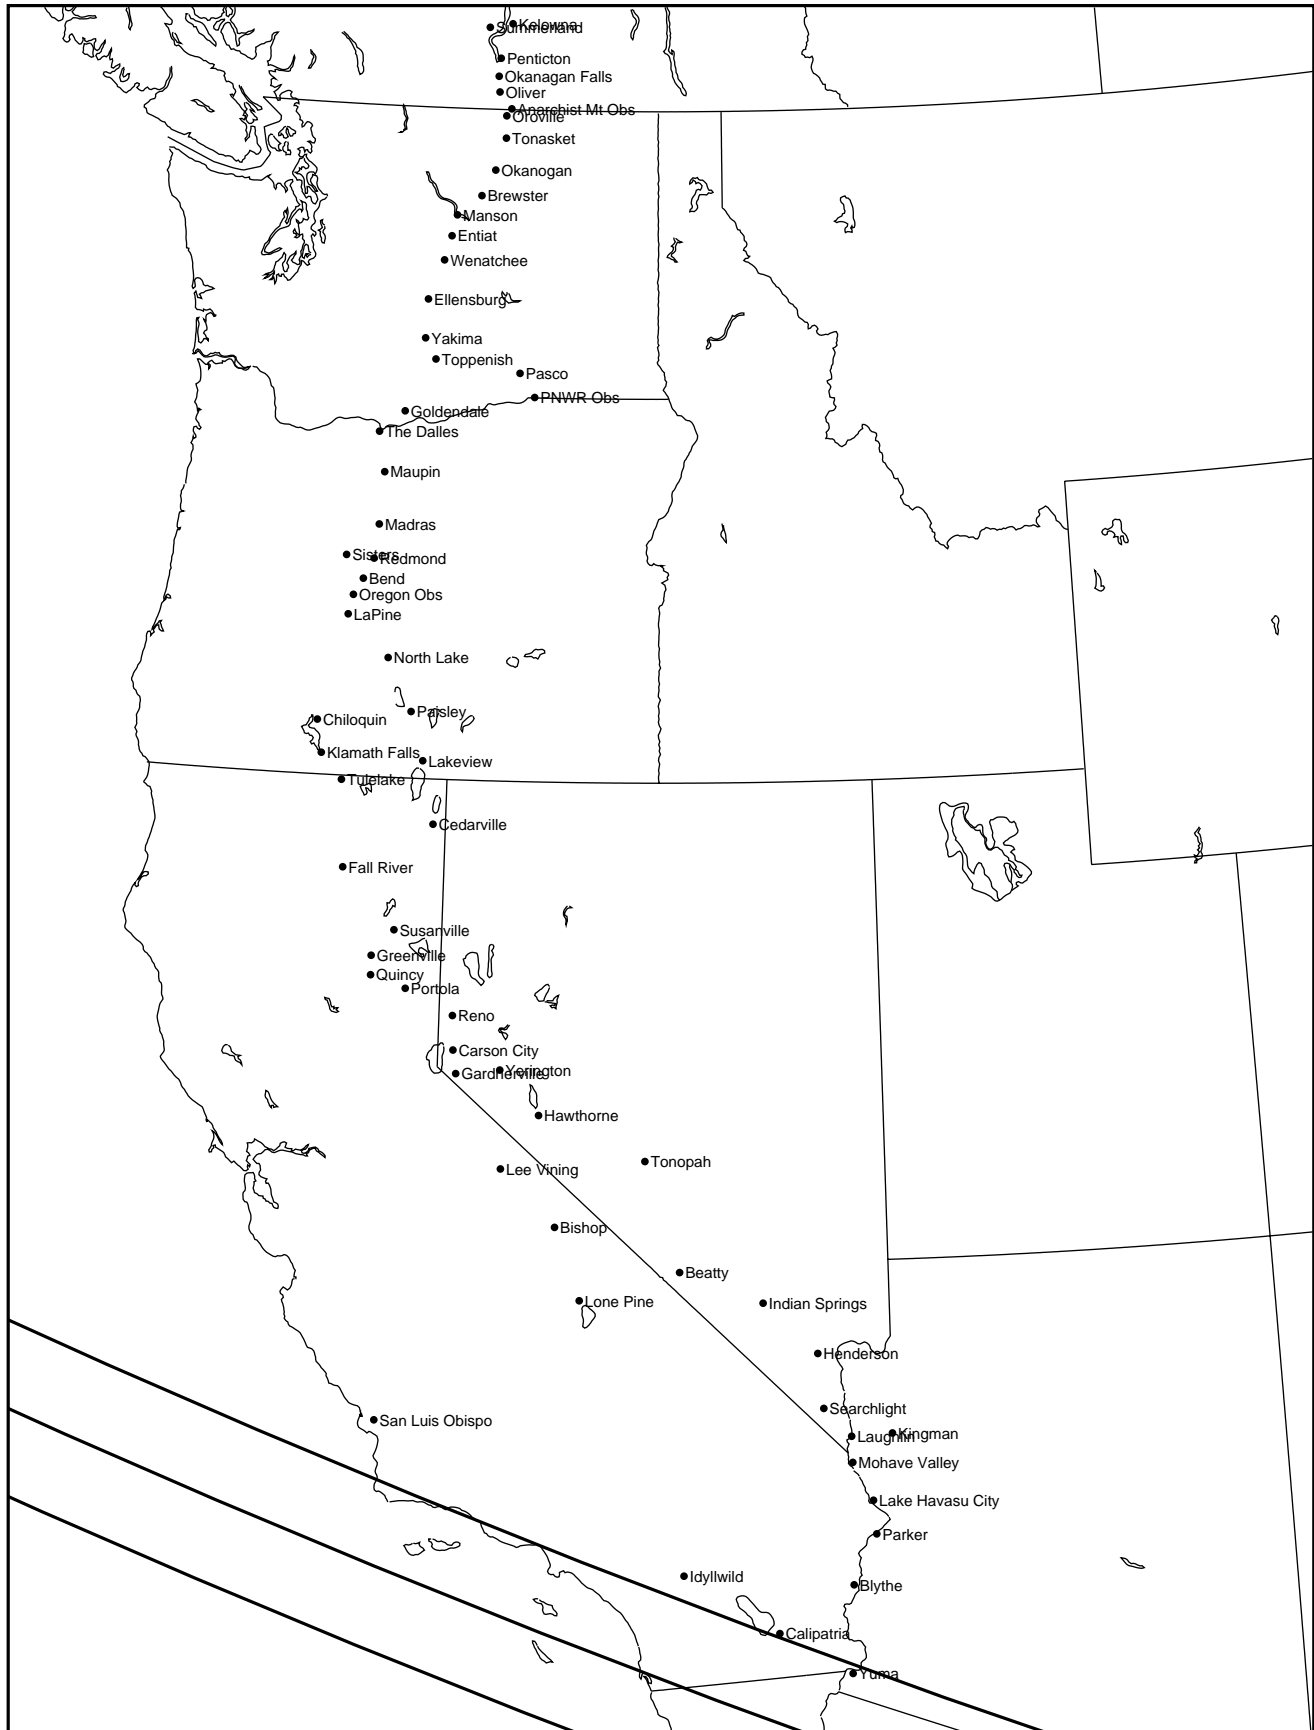 Kelowna
Summerland
Penticton
Okanagan Falls
Oliver
Anarchist Mt Obs
Oroville
Tonasket
Okanogan
Brewster
Manson
Entiat
Wenatchee
Ellensburg
Yakima
Toppenish
Pasco
PNWR Obs
Goldendale
The Dalles
Maupin
Madras
Sisters
Redmond
Bend
Oregon Obs
LaPine
North Lake
Paisley
Chiloquin
Klamath Falls
Lakeview
Tulelake
Cedarville
Fall River
Susanville
Greenville
Quincy
Portola
Reno
Carson City
Yerington
Gardnerville
Hawthorne
Tonopah
Lee Vining
Bishop
Beatty
Lone Pine
Indian Springs
Henderson
Searchlight
San Luis Obispo
Kingman
Laughlin
Mohave Valley
Lake Havasu City
Parker
Idyllwild
Blythe
Calipatria
Yuma